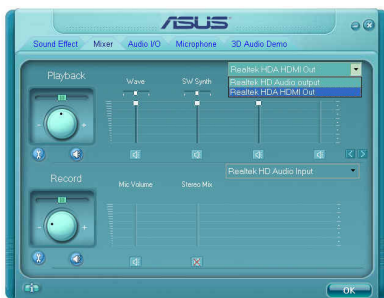 ASUS
Sound Effect Mixer Audio I/O Microphone 3D Audio Demo
Playback
Realtek HDA HDMI Out
Wave SW Synth
Realtek HD Audio output
Realtek HDA HDMI Out
Record
Realtek HD Audio Input
Mic Volume Stereo Mix
OK